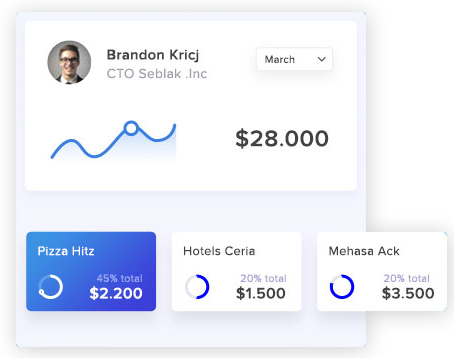 Brandon Kricj
CTO Seblak .Inc
March
$28.000
Pizza Hitz
45% total
$2.200
Hotels Ceria
20% total
$1.500
Mehasa Ack
20% total
$3.500